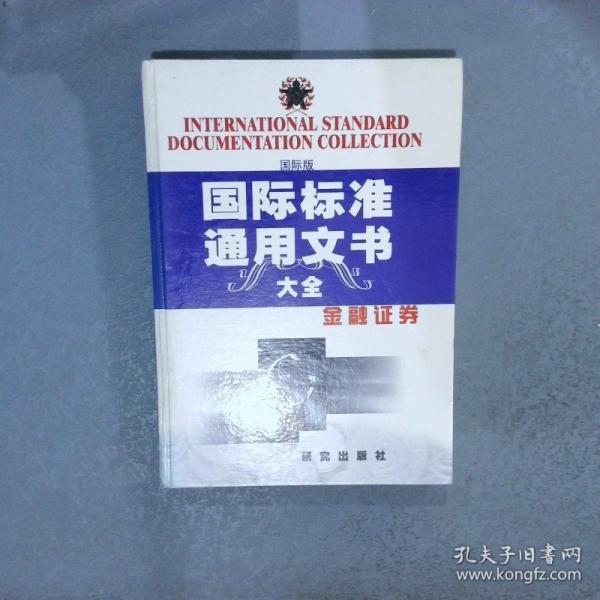 INTERNATIONAL STANDARD
DOCUMENTATION COLLECTION
国际版
国际标准
通用文书
大全
金融证券
研究出版社
孔夫子旧书网
www.kongfz.com